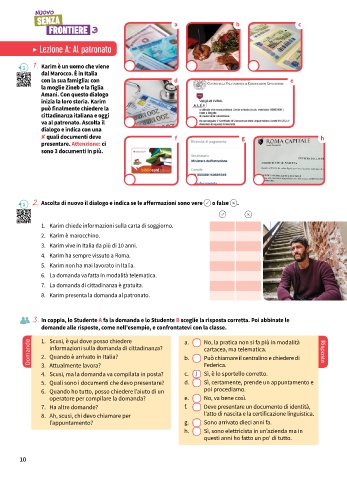 NUOVO
SENZA
FRONTIERE 3
▸ Lezione A: Al patronato
a
b
c
1. Karim è un uomo che viene
dal Marocco. È in Italia
con la sua famiglia: con
la moglie Zineb e la figlia
Amani. Con questo dialogo
inizia la loro storia. Karim
può finalmente chiedere la
cittadinanza italiana e oggi
va al patronato. Ascolta il
dialogo e indica con una
✗ quali documenti deve
presentare. Attenzione: ci
sono 2 documenti in più.
d
e
f
g
h
ROMA CAPITALE
2. Ascolta di nuovo il dialogo e indica se le affermazioni sono vere ✓ o false ✕.
✓ ✕
1. Karim chiede informazioni sulla carta di soggiorno.
2. Karim è marocchino.
3. Karim vive in Italia da più di 10 anni.
4. Karim ha sempre vissuto a Roma.
5. Karim non ha mai lavorato in Italia.
6. La domanda va fatta in modalità telematica.
7. La domanda di cittadinanza è gratuita.
8. Karim presenta la domanda al patronato.
3. In coppia, lo Studente A fa la domanda e lo Studente B sceglie la risposta corretta. Poi abbinate le
domande alle risposte, come nell'esempio, e confrontatevi con la classe.
Domande
1. Scusi, è qui dove posso chiedere
informazioni sulla domanda di cittadinanza?
2. Quando è arrivato in Italia?
3. Attualmente lavora?
4. Scusi, ma la domanda va compilata in posta?
5. Quali sono i documenti che devo presentare?
6. Quando ho tutto, posso chiedere l'aiuto di un
operatore per compilare la domanda?
7. Ha altre domande?
8. Ah, scusi, chi devo chiamare per
l'appuntamento?
Risposte
a. No, la pratica non si fa più in modalità
cartacea, ma telematica.
b. Può chiamare il centralino e chiedere di
Federica.
c. 1 Sì, è lo sportello corretto.
d. Sì, certamente, prende un appuntamento e
poi procediamo.
e. No, va bene così.
f. Deve presentare un documento di identità,
l'atto di nascita e la certificazione linguistica.
g. Sono arrivato dieci anni fa.
h. Sì, sono elettricista in un'azienda ma in
questi anni ho fatto un po' di tutto.
10